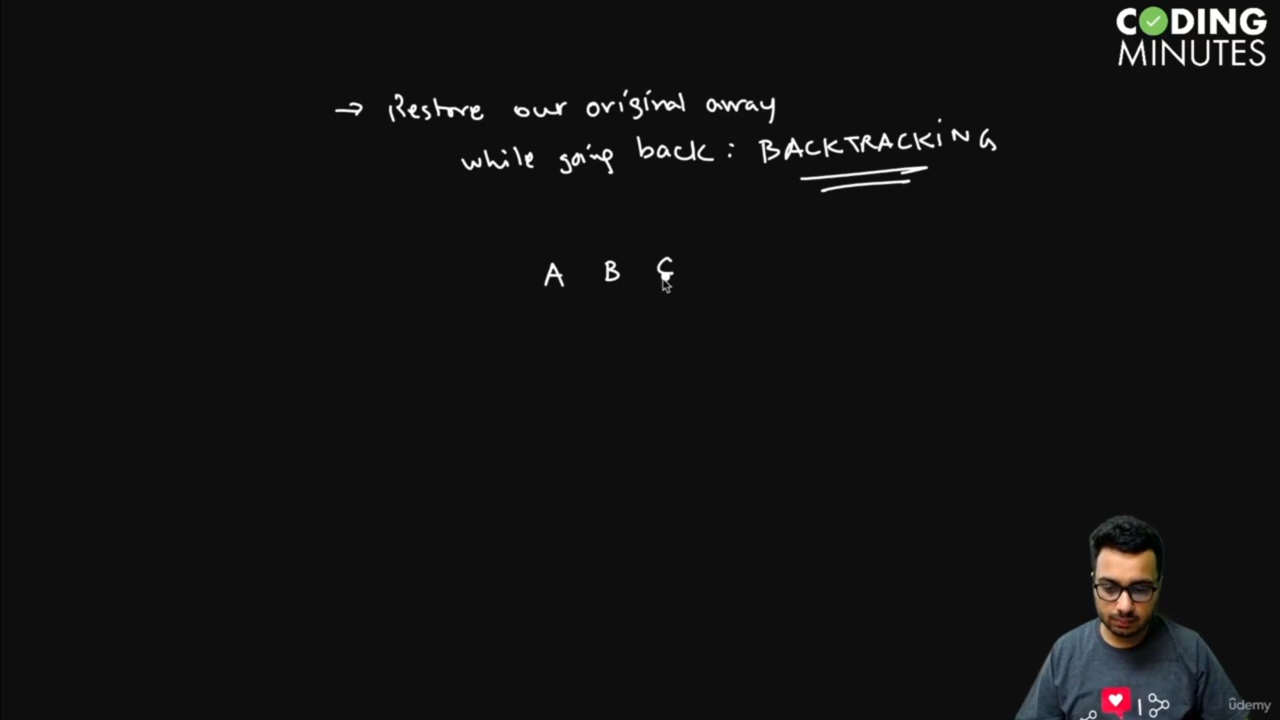 CODING
MINUTES
→ Restore our original array
while going back : BACKTRACKING
A B C
udemy